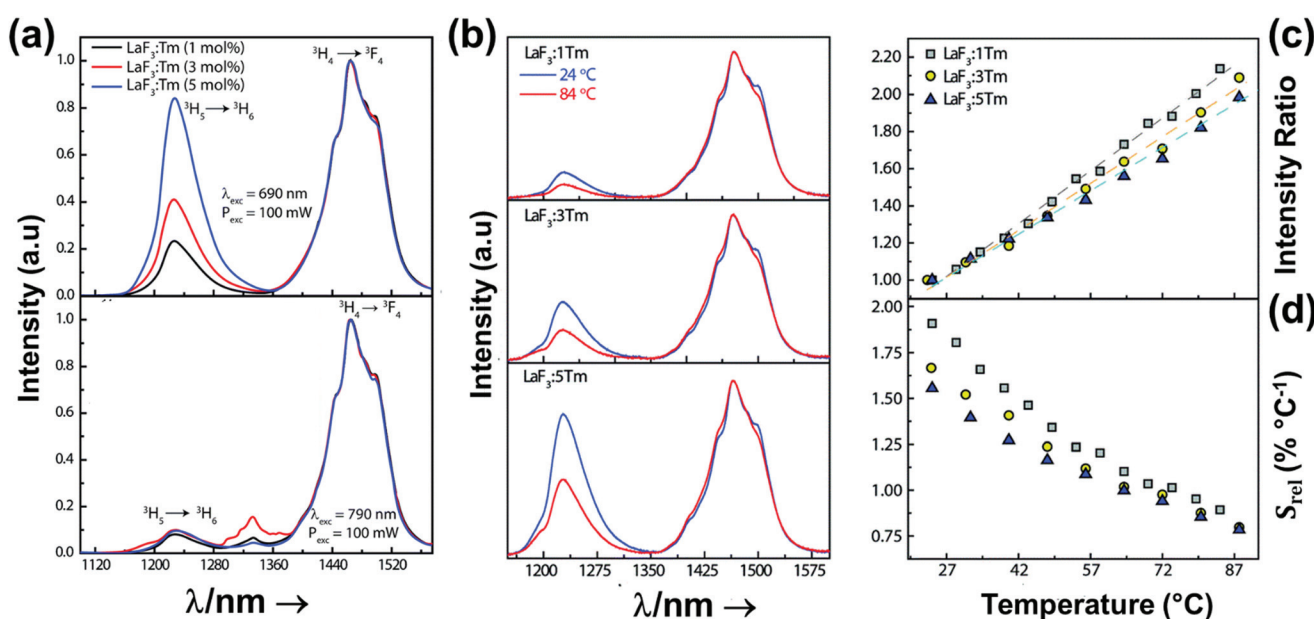 (a)
LaF₃:Tm (1 mol%)
LaF₃:Tm (3 mol%)
LaF₃:Tm (5 mol%)
³H₄ → ³F₄
³H₅ → ³H₆
λexc = 690 nm
Pexc = 100 mW
1.0
0.8
0.6
0.4
0.2
0.0
³H₄ → ³F₄
³H₅ → ³H₆
λexc = 790 nm
Pexc = 100 mW
1.0
0.8
0.6
0.4
0.2
0.0
1120 1200 1280 1360 1440 1520
λ/nm →
Intensity (a.u)
(b)
LaF₃:1Tm
24 ºC
84 ºC
LaF₃:3Tm
LaF₃:5Tm
1200 1275 1350 1425 1500 1575
λ/nm →
Intensity (a.u)
(c)
LaF₃:1Tm
LaF₃:3Tm
LaF₃:5Tm
2.20
2.00
1.80
1.60
1.40
1.20
1.00
Intensity Ratio
(d)
2.00
1.75
1.50
1.25
1.00
0.75
Srel (% °C⁻¹)
27 42 57 72 87
Temperature (°C)